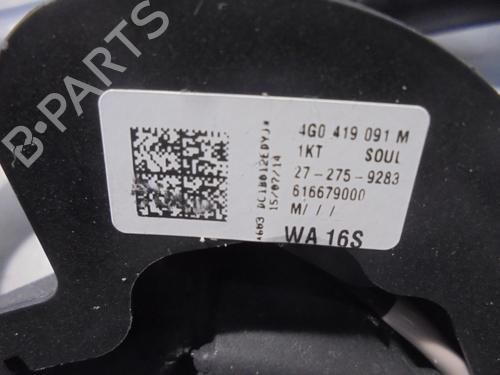 4G0 419 091 M
1KT SOUL
27-275-9283
616679000
M/ / /
WA 16S
15/07/14
B-PARTS